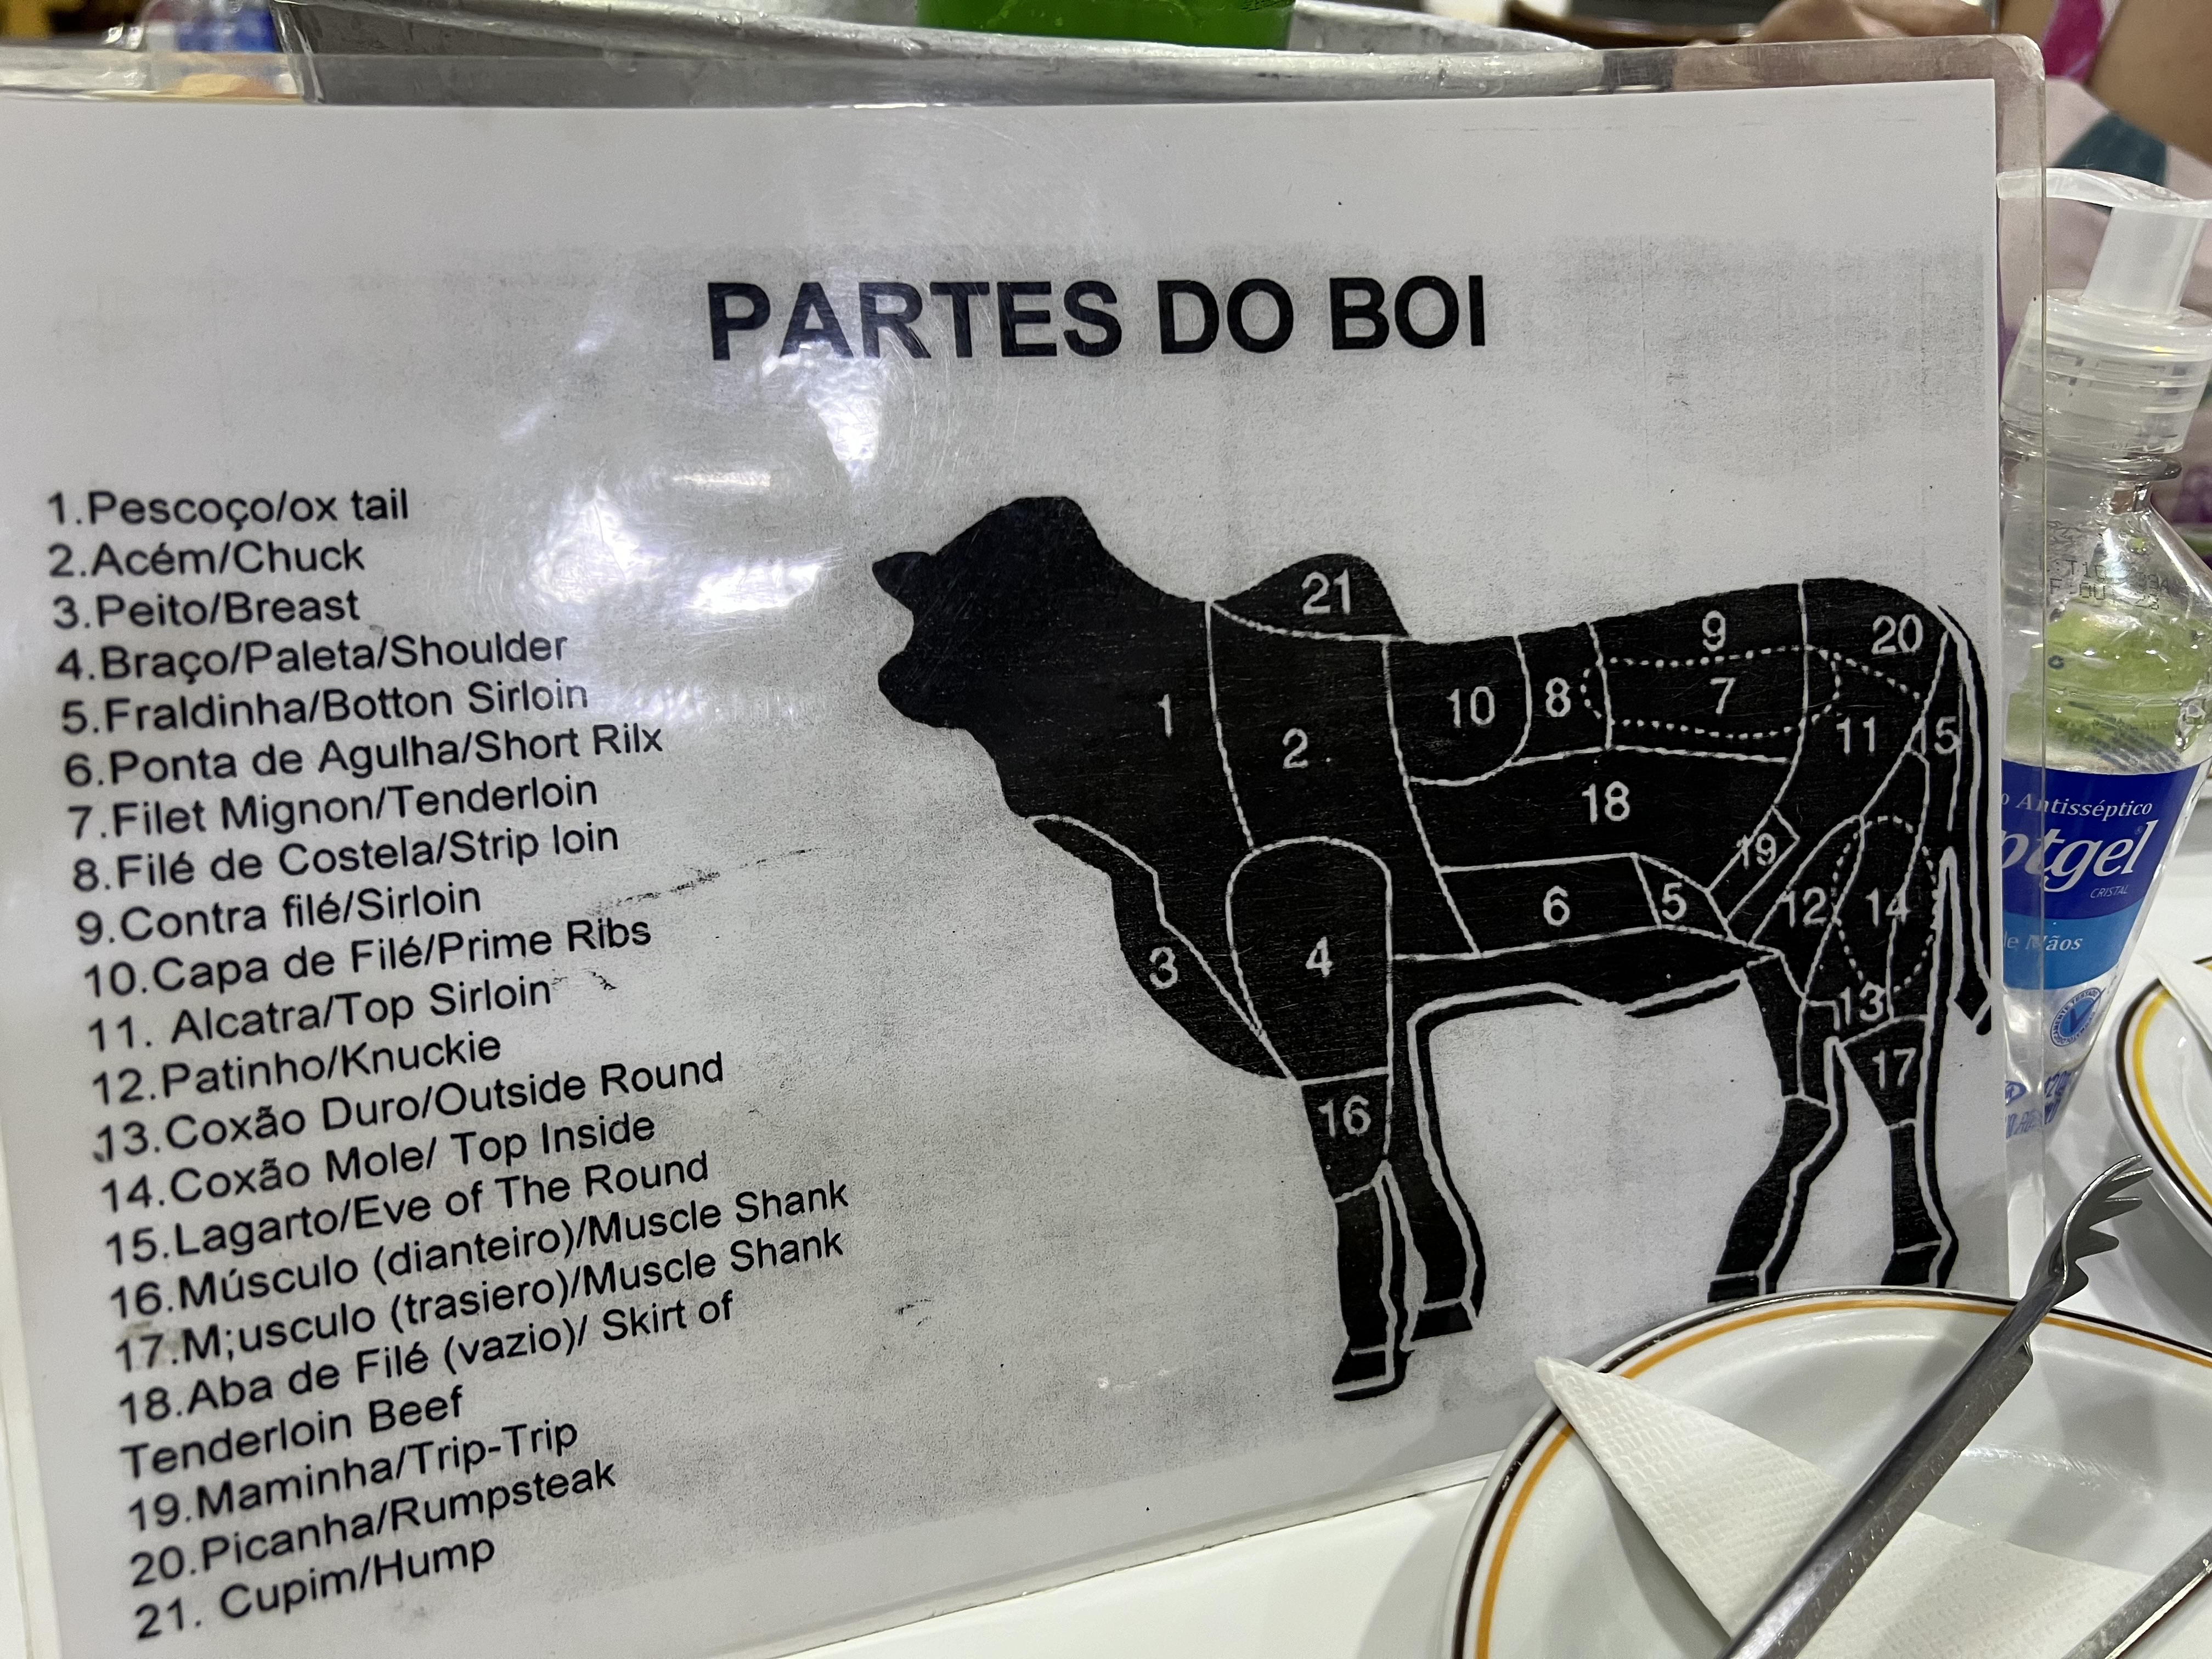 PARTES DO BOI
1.Pescoço/ox tail
2.Acém/Chuck
3.Peito/Breast
4.Braço/Paleta/Shoulder
5.Fraldinha/Botton Sirloin
6.Ponta de Agulha/Short Rilx
7.Filet Mignon/Tenderloin
8.Filé de Costela/Strip loin
9.Contra filé/Sirloin
10.Capa de Filé/Prime Ribs
11. Alcatra/Top Sirloin
12.Patinho/Knuckie
13.Coxão Duro/Outside Round
14.Coxão Mole/ Top Inside
15.Lagarto/Eve of The Round
16.Músculo (dianteiro)/Muscle Shank
17.M;usculo (trasiero)/Muscle Shank
18.Aba de Filé (vazio)/ Skirt of
Tenderloin Beef
19.Maminha/Trip-Trip
20.Picanha/Rumpsteak
21. Cupim/Hump
21
9
20
1
2
10
8
7
11
15
18
19
6
5
12
14
3
4
13
16
17
Antisséptico
ptgel
CRISTAL
de Mãos